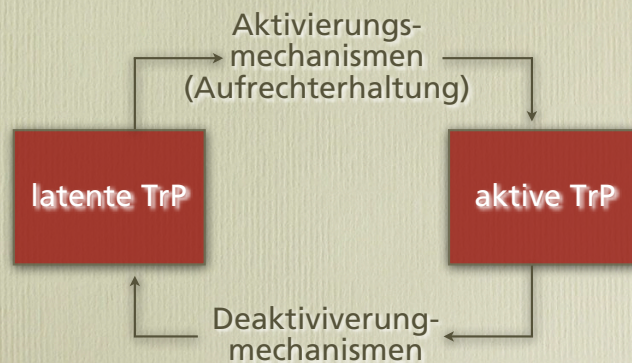 Aktivierungs-
mechanismen
(Aufrechterhaltung)
latente TrP
aktive TrP
Deaktiviverung-
mechanismen